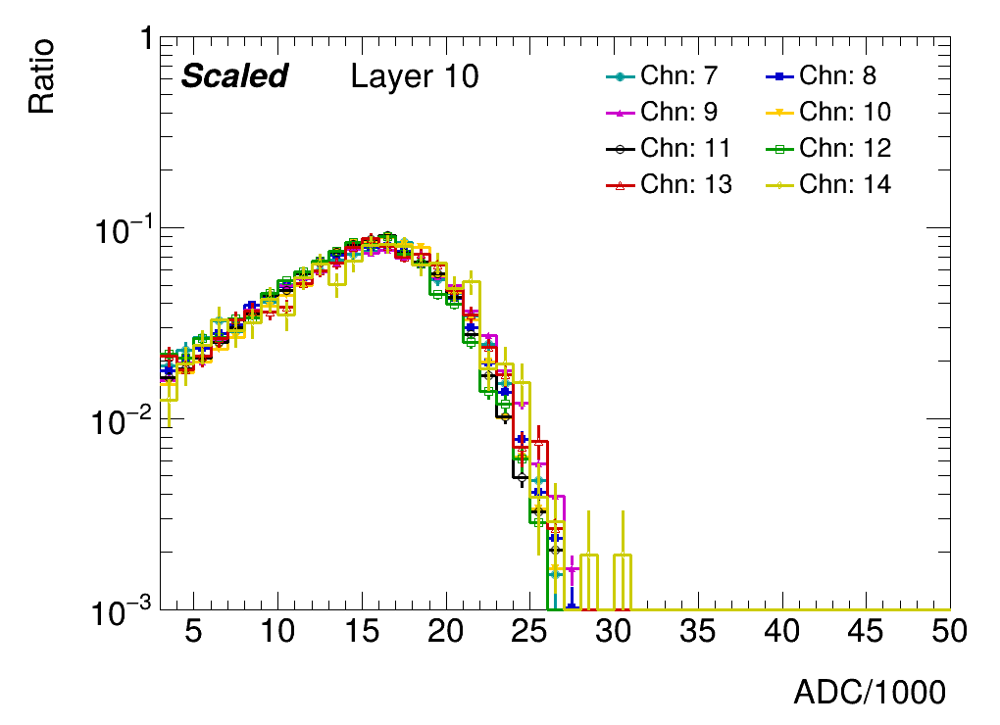 Ratio
1
Scaled Layer 10
Chn: 7 Chn: 8
Chn: 9 Chn: 10
Chn: 11 Chn: 12
Chn: 13 Chn: 14
10⁻¹
10⁻²
10⁻³
5 10 15 20 25 30 35 40 45 50
ADC/1000